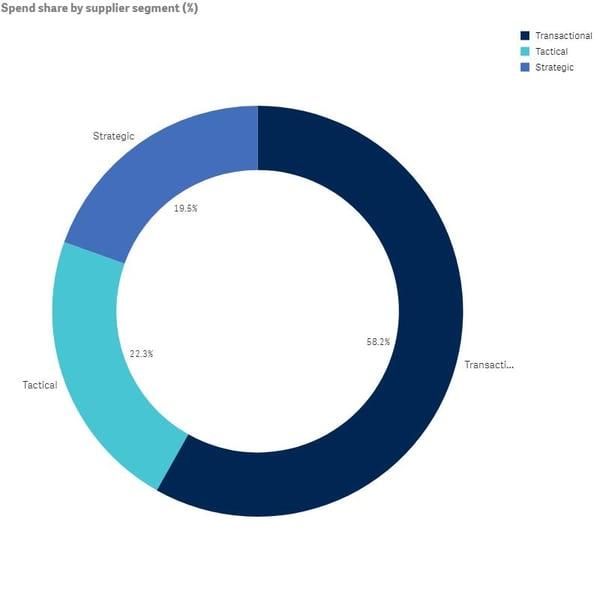 Spend share by supplier segment (%)
Transactional
Tactical
Strategic
Strategic
19.5%
58.2%
22.3%
Transacti...
Tactical